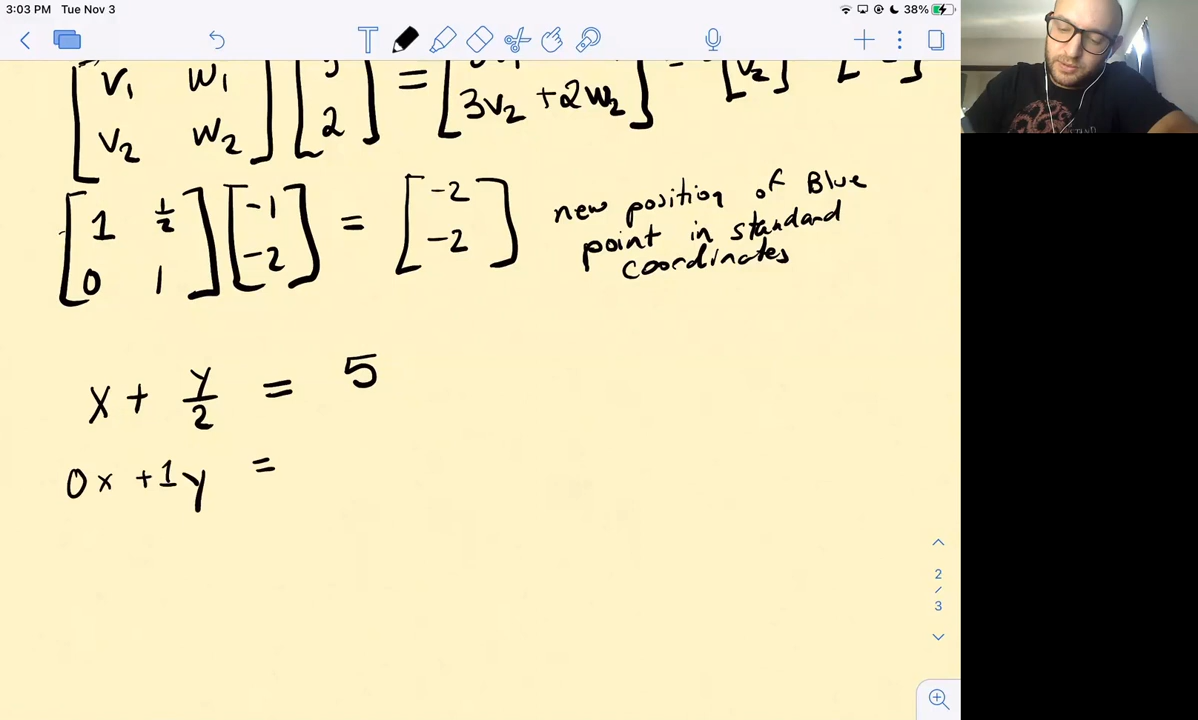 3:03 PM Tue Nov 3 38%
T
v₁ w₁
v₂ w₂ 2 = 3v₂ + 2w₂ = v₂
1 ½ -1 = -2 new position of Blue
0 1 -2 -2 point in standard
coordinates
x + y/2 = 5
0x + 1y =
2
/
3